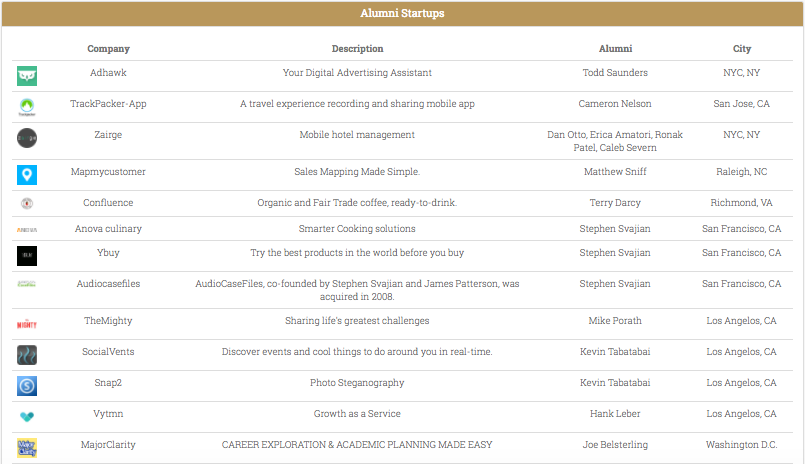 Alumni Startups
Company Description Alumni City
Adhawk Your Digital Advertising Assistant Todd Saunders NYC, NY
TrackPacker-App A travel experience recording and sharing mobile app Cameron Nelson San Jose, CA
Zairge Mobile hotel management Dan Otto, Erica Amatori, Ronak
Patel, Caleb Severn NYC, NY
Mapmycustomer Sales Mapping Made Simple. Matthew Sniff Raleigh, NC
Confluence Organic and Fair Trade coffee, ready-to-drink. Terry Darcy Richmond, VA
Anova culinary Smarter Cooking solutions Stephen Svajian San Francisco, CA
Ybuy Try the best products in the world before you buy Stephen Svajian San Francisco, CA
Audiocasefiles AudioCaseFiles, co-founded by Stephen Svajian and James Patterson, was
acquired in 2008. Stephen Svajian San Francisco, CA
MIGHTY TheMighty Sharing life's greatest challenges Mike Porath Los Angelos, CA
SocialVents Discover events and cool things to do around you in real-time. Kevin Tabatabai Los Angelos, CA
Snap2 Photo Steganography Kevin Tabatabai Los Angelos, CA
Vytmn Growth as a Service Hank Leber Los Angelos, CA
Major Clarity MajorClarity CAREER EXPLORATION & ACADEMIC PLANNING MADE EASY Joe Belsterling Washington D.C.